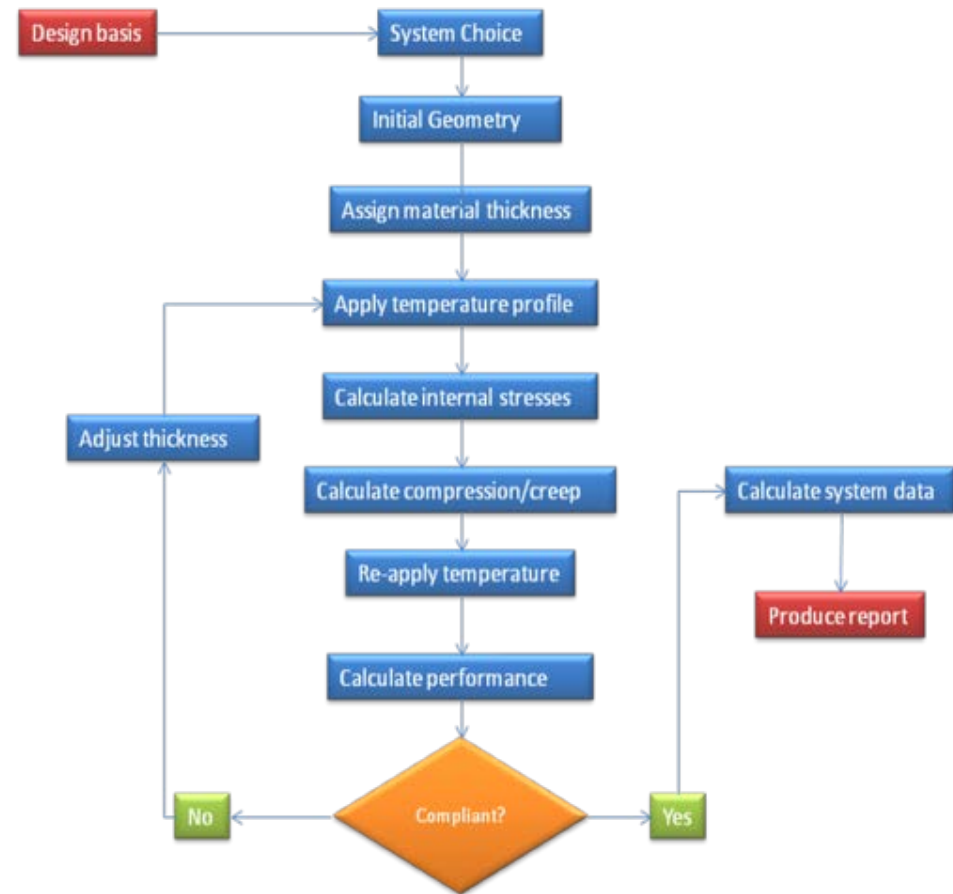 Design basis
System Choice
Initial Geometry
Assign material thickness
Apply temperature profile
Calculate internal stresses
Adjust thickness
Calculate compression/creep
Calculate system data
Re-apply temperature
Produce report
Calculate performance
No
Compliant?
Yes